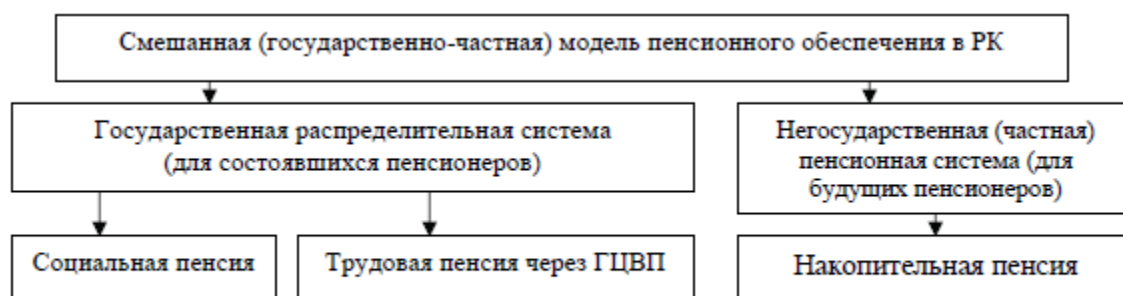 Смешанная (государственно-частная) модель пенсионного обеспечения в РК
Государственная распределительная система
(для состоявшихся пенсионеров)
Негосударственная (частная)
пенсионная система (для
будущих пенсионеров)
Социальная пенсия
Трудовая пенсия через ГЦВП
Накопительная пенсия